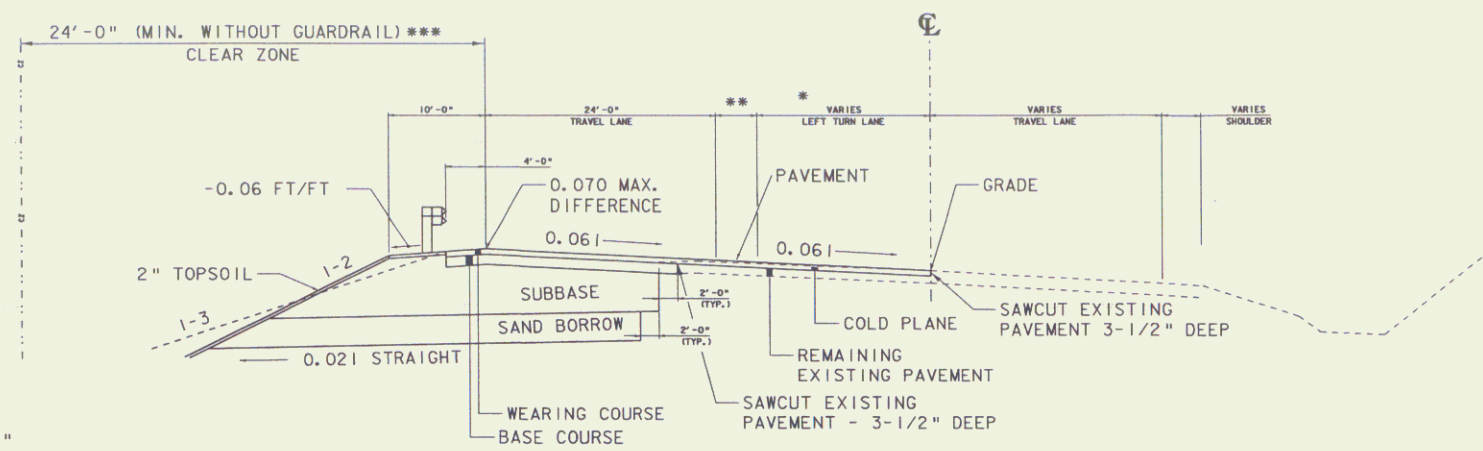 24'-0" (MIN. WITHOUT GUARDRAIL) ***
CLEAR ZONE
℄
10'-0"
24'-0"
TRAVEL LANE
**
*
VARIES
LEFT TURN LANE
VARIES
TRAVEL LANE
VARIES
SHOULDER
4'-0"
-0.06 FT/FT
0.070 MAX.
DIFFERENCE
PAVEMENT
GRADE
0.061
0.061
2" TOPSOIL
1-2
1-3
SUBBASE
2'-0"
(TYP.)
SAND BORROW
2'-0"
(TYP.)
0.021 STRAIGHT
COLD PLANE
SAWCUT EXISTING
PAVEMENT 3-1/2" DEEP
REMAINING
EXISTING PAVEMENT
SAWCUT EXISTING
PAVEMENT - 3-1/2" DEEP
WEARING COURSE
BASE COURSE
"